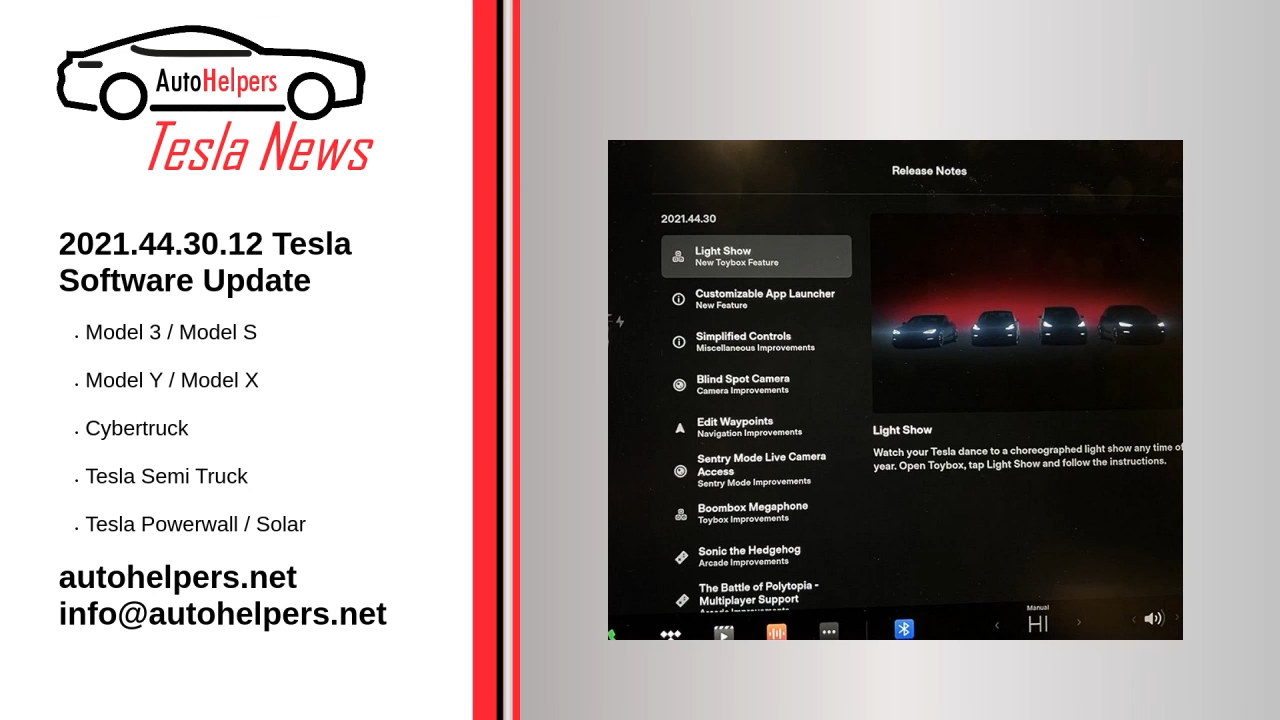 AutoHelpers
Tesla News
2021.44.30.12 Tesla
Software Update
· Model 3 / Model S
· Model Y / Model X
· Cybertruck
· Tesla Semi Truck
· Tesla Powerwall / Solar
autohelpers.net
info@autohelpers.net
Release Notes
2021.44.30
Light Show
New Toybox Feature
Customizable App Launcher
New Feature
Simplified Controls
Miscellaneous Improvements
Blind Spot Camera
Camera Improvements
Edit Waypoints
Navigation Improvements
Sentry Mode Live Camera
Access
Sentry Mode Improvements
Boombox Megaphone
Toybox Improvements
Sonic the Hedgehog
Arcade Improvements
The Battle of Polytopia -
Multiplayer Support
Light Show
Watch your Tesla dance to a choreographed light show any time of
year. Open Toybox, tap Light Show and follow the instructions.
Manual
HI